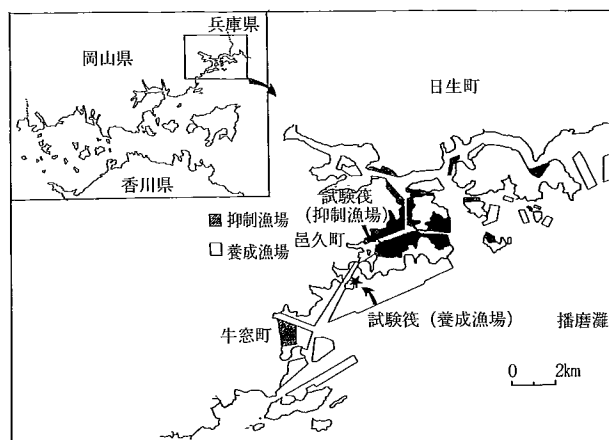 兵庫県
岡山県
香川県
日生町
試験筏
(抑制漁場)
抑制漁場
邑久町
養成漁場
試験筏(養成漁場)
牛窓町
播磨灘
0 2km